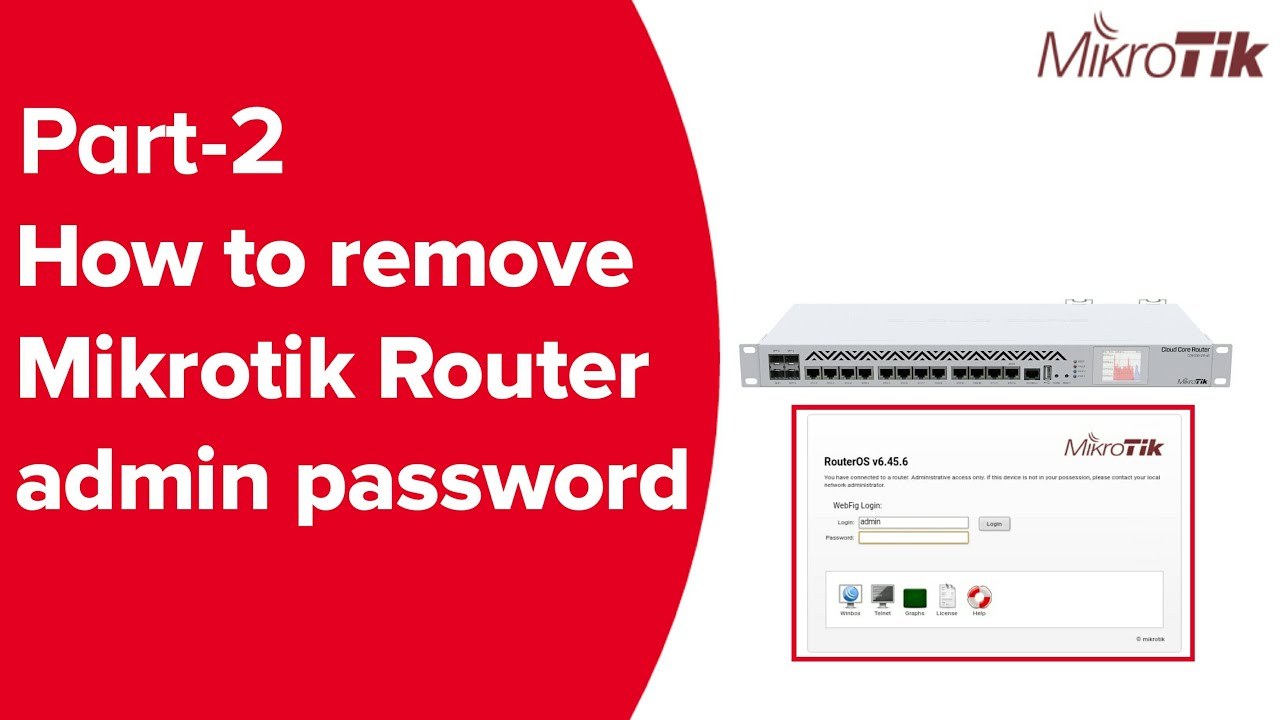 Part-2
How to remove
Mikrotik Router
admin password
MikroTik
Cloud Core Router
MikroTik
MikroTik
RouterOS v6.45.6
You have connected to a router. Administrative access only. If this device is not in your possession, please contact your local
network administrator.
WebFig Login:
Login: admin
Login
Password:
Winbox Telnet Graphs License Help
© mikrotik